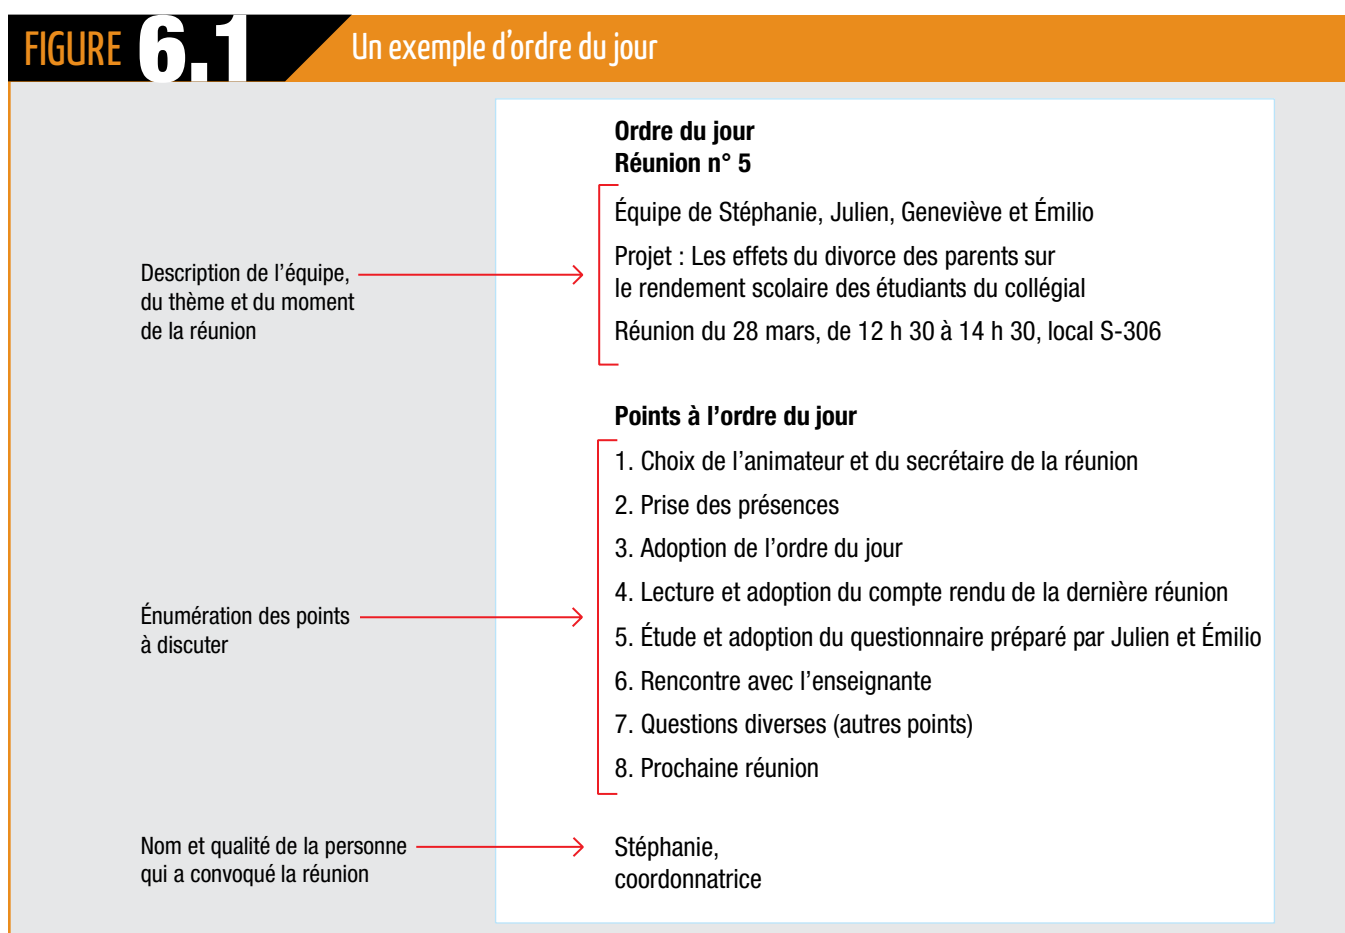 FIGURE 6.1 Un exemple d’ordre du jour
Ordre du jour
Réunion n° 5
Équipe de Stéphanie, Julien, Geneviève et Émilio
Projet : Les effets du divorce des parents sur
le rendement scolaire des étudiants du collégial
Réunion du 28 mars, de 12 h 30 à 14 h 30, local S-306
Description de l’équipe,
du thème et du moment
de la réunion
Points à l’ordre du jour
1. Choix de l’animateur et du secrétaire de la réunion
2. Prise des présences
3. Adoption de l’ordre du jour
4. Lecture et adoption du compte rendu de la dernière réunion
5. Étude et adoption du questionnaire préparé par Julien et Émilio
6. Rencontre avec l’enseignante
7. Questions diverses (autres points)
8. Prochaine réunion
Énumération des points
à discuter
Nom et qualité de la personne
qui a convoqué la réunion
Stéphanie,
coordonnatrice